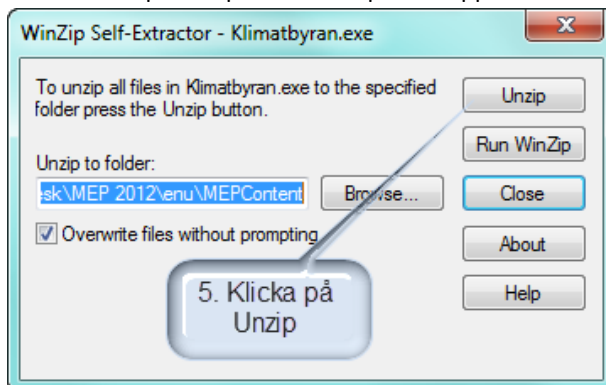 WinZip Self-Extractor - Klimatbyran.exe
To unzip all files in Klimatbyran.exe to the specified
folder press the Unzip button.
Unzip
Run WinZip
Unzip to folder:
sk\MEP 2012\enu\MEPContent
Browse...
Close
Overwrite files without prompting
About
5. Klicka på
Unzip
Help